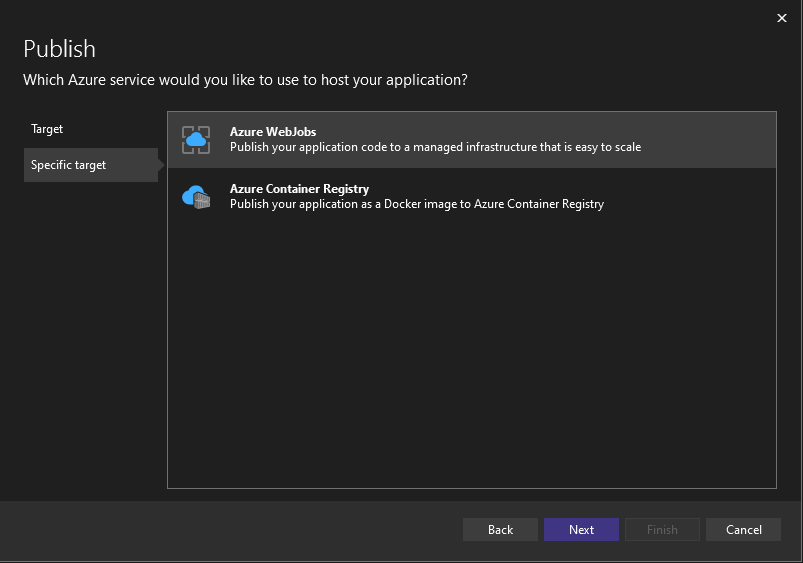 Publish
Which Azure service would you like to use to host your application?
Target
Specific target
Azure WebJobs
Publish your application code to a managed infrastructure that is easy to scale
Azure Container Registry
Publish your application as a Docker image to Azure Container Registry
Back
Next
Finish
Cancel